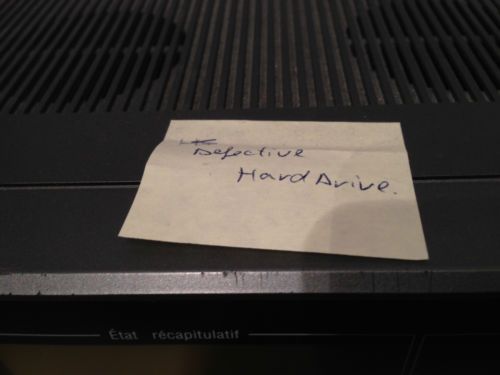 Defective
Hard Drive.
État récapitulatif